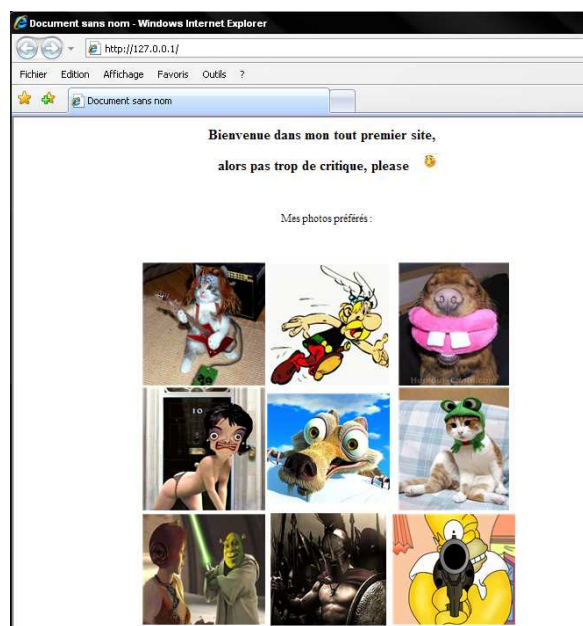 Document sans nom - Windows Internet Explorer
http://127.0.0.1/
Fichier Edition Affichage Favoris Outils ?
Document sans nom
Bienvenue dans mon tout premier site,
alors pas trop de critique, please
Mes photos préférés :
10